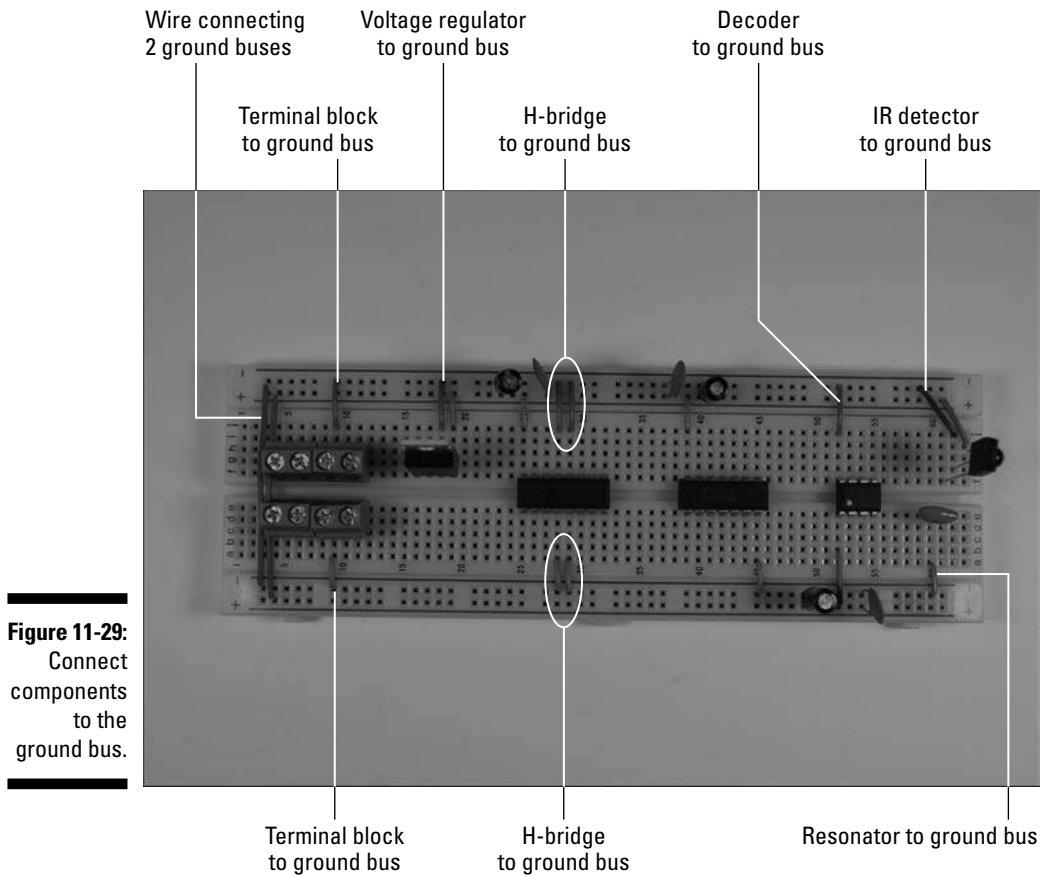 Wire connecting
2 ground buses
Voltage regulator
to ground bus
Decoder
to ground bus
Terminal block
to ground bus
H-bridge
to ground bus
IR detector
to ground bus
Figure 11-29:
Connect
components
to the
ground bus.
Terminal block
to ground bus
H-bridge
to ground bus
Resonator to ground bus